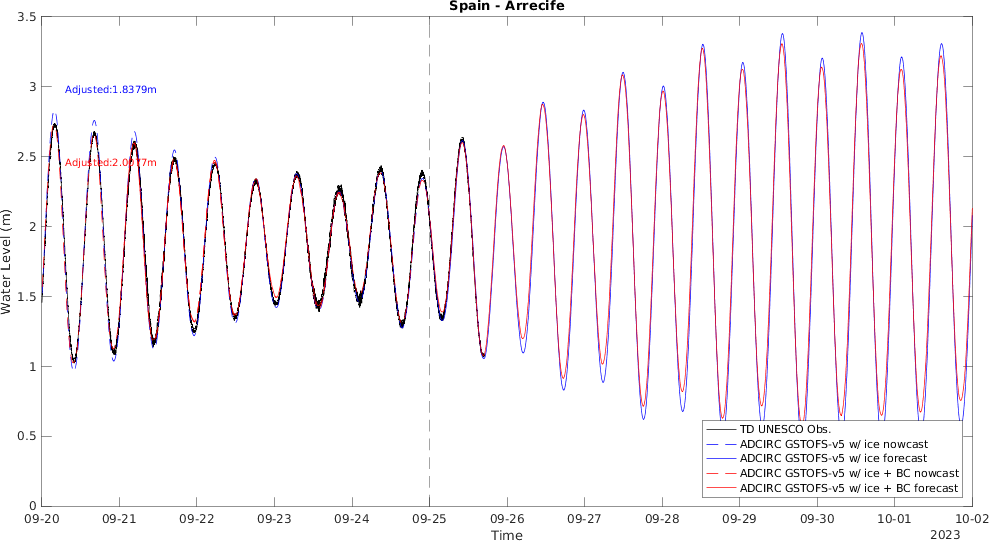 Spain - Arrecife
3.5
3
2.5
2
1.5
1
0.5
0
Water Level (m)
Adjusted:1.8379m
TD UNESCO Obs.
ADCIRC GSTOFS-v5 w/ ice nowcast
ADCIRC GSTOFS-v5 w/ ice forecast
ADCIRC GSTOFS-v5 w/ ice + BC nowcast
ADCIRC GSTOFS-v5 w/ ice + BC forecast
09-20 09-21 09-22 09-23 09-24 09-25 09-26 09-27 09-28 09-29 09-30 10-01 10-02
Time
2023